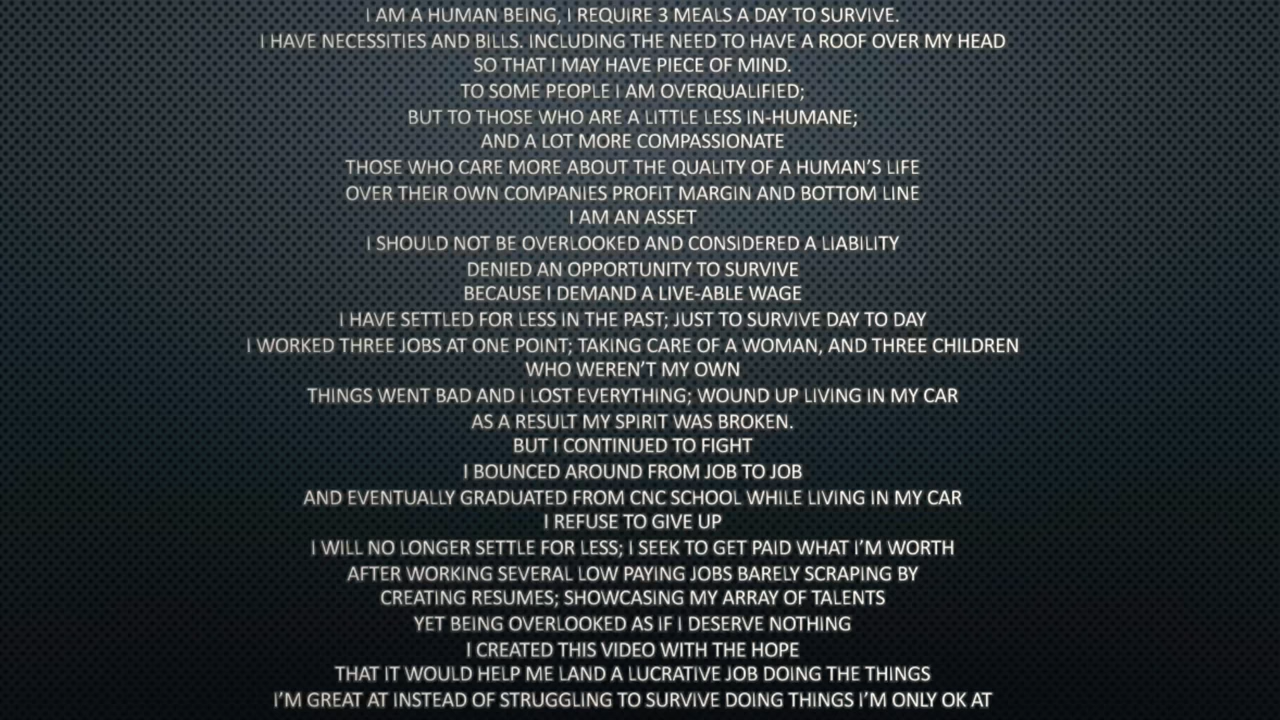 I AM A HUMAN BEING, I REQUIRE 3 MEALS A DAY TO SURVIVE.
I HAVE NECESSITIES AND BILLS. INCLUDING THE NEED TO HAVE A ROOF OVER MY HEAD
SO THAT I MAY HAVE PIECE OF MIND.
TO SOME PEOPLE I AM OVERQUALIFIED;
BUT TO THOSE WHO ARE A LITTLE LESS IN-HUMANE;
AND A LOT MORE COMPASSIONATE
THOSE WHO CARE MORE ABOUT THE QUALITY OF A HUMAN'S LIFE
OVER THEIR OWN COMPANIES PROFIT MARGIN AND BOTTOM LINE
I AM AN ASSET
I SHOULD NOT BE OVERLOOKED AND CONSIDERED A LIABILITY
DENIED AN OPPORTUNITY TO SURVIVE
BECAUSE I DEMAND A LIVE-ABLE WAGE
I HAVE SETTLED FOR LESS IN THE PAST; JUST TO SURVIVE DAY TO DAY
I WORKED THREE JOBS AT ONE POINT; TAKING CARE OF A WOMAN, AND THREE CHILDREN
WHO WEREN'T MY OWN
THINGS WENT BAD AND I LOST EVERYTHING; WOUND UP LIVING IN MY CAR
AS A RESULT MY SPIRIT WAS BROKEN.
BUT I CONTINUED TO FIGHT
I BOUNCED AROUND FROM JOB TO JOB
AND EVENTUALLY GRADUATED FROM CNC SCHOOL WHILE LIVING IN MY CAR
I REFUSE TO GIVE UP
I WILL NO LONGER SETTLE FOR LESS; I SEEK TO GET PAID WHAT I'M WORTH
AFTER WORKING SEVERAL LOW PAYING JOBS BARELY SCRAPING BY
CREATING RESUMES; SHOWCASING MY ARRAY OF TALENTS
YET BEING OVERLOOKED AS IF I DESERVE NOTHING
I CREATED THIS VIDEO WITH THE HOPE
THAT IT WOULD HELP ME LAND A LUCRATIVE JOB DOING THE THINGS
I'M GREAT AT INSTEAD OF STRUGGLING TO SURVIVE DOING THINGS I'M ONLY OK AT